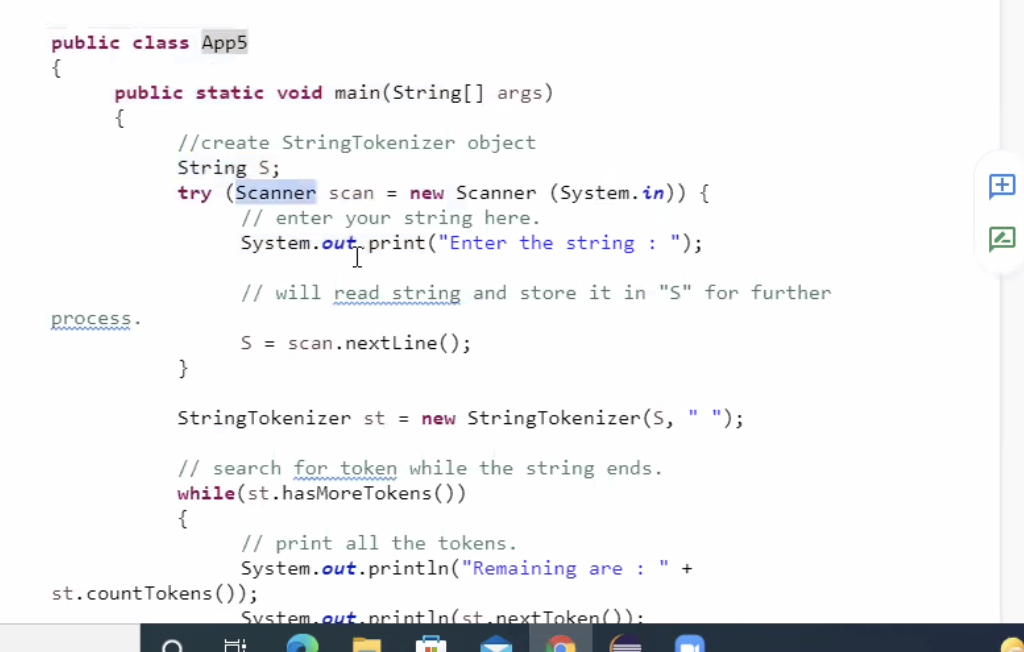 public class App5
{
public static void main(String[] args)
{
//create StringTokenizer object
String S;
try (Scanner scan = new Scanner (System.in)) {
// enter your string here.
System.out.print("Enter the string : ");
// will read string and store it in "S" for further
process.
S = scan.nextLine();
}
StringTokenizer st = new StringTokenizer(S, " ");
// search for token while the string ends.
while(st.hasMoreTokens())
{
// print all the tokens.
System.out.println("Remaining are : " +
st.countTokens());
System.out.println(st.nextToken());